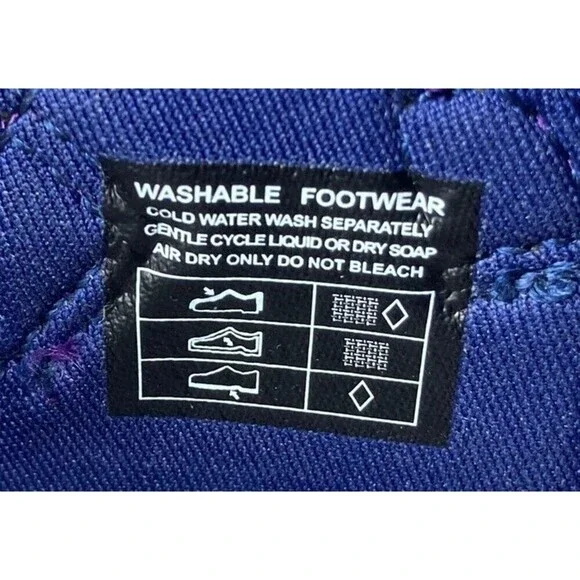 WASHABLE FOOTWEAR
COLD WATER WASH SEPARATELY
GENTLE CYCLE LIQUID OR DRY SOAP
AIR DRY ONLY DO NOT BLEACH